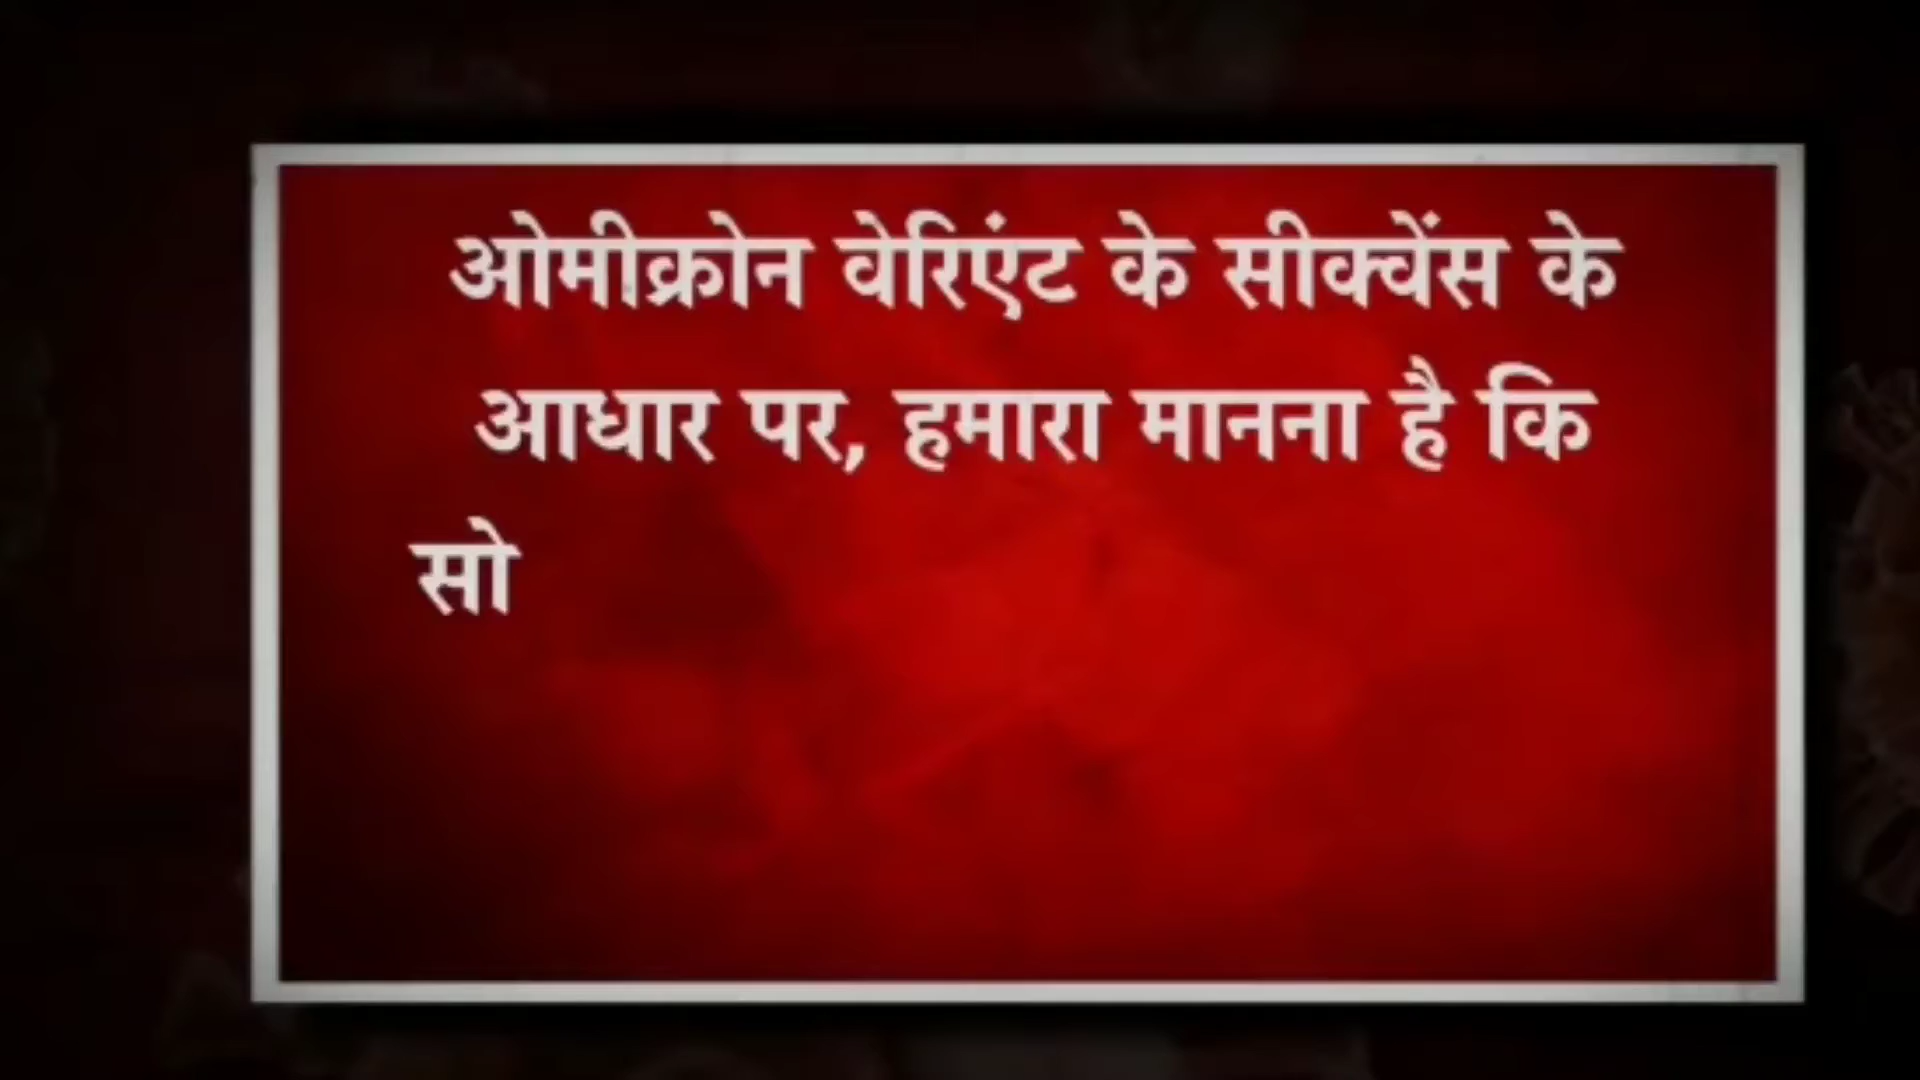 ओमीक्रोन वेरिएंट के सीक्वेंस के
आधार पर, हमारा मानना है कि
सो